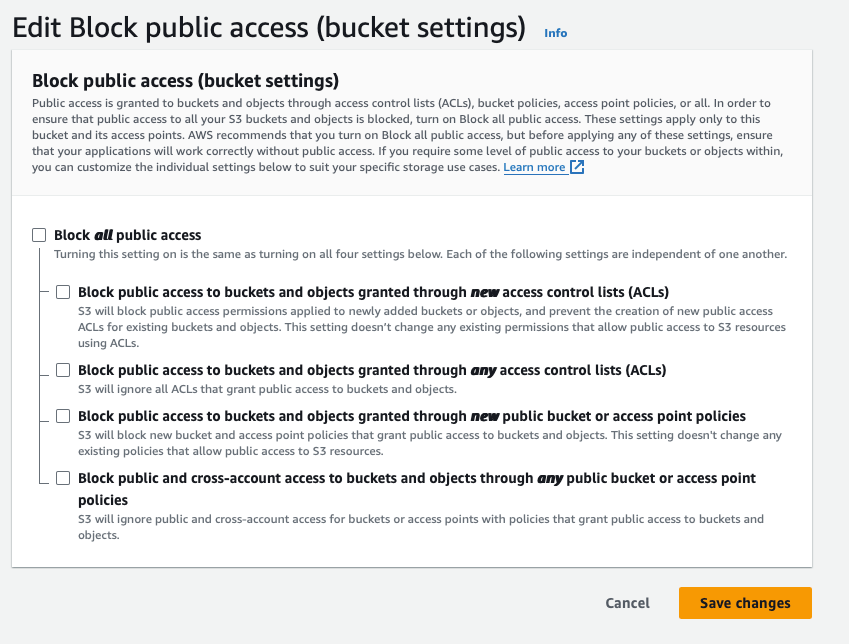 Edit Block public access (bucket settings) Info
Block public access (bucket settings)
Public access is granted to buckets and objects through access control lists (ACLs), bucket policies, access point policies, or all. In order to
ensure that public access to all your S3 buckets and objects is blocked, turn on Block all public access. These settings apply only to this
bucket and its access points. AWS recommends that you turn on Block all public access, but before applying any of these settings, ensure
that your applications will work correctly without public access. If you require some level of public access to your buckets or objects within,
you can customize the individual settings below to suit your specific storage use cases. Learn more
Block all public access
Turning this setting on is the same as turning on all four settings below. Each of the following settings are independent of one another.
Block public access to buckets and objects granted through new access control lists (ACLs)
S3 will block public access permissions applied to newly added buckets or objects, and prevent the creation of new public access
ACLs for existing buckets and objects. This setting doesn’t change any existing permissions that allow public access to S3 resources
using ACLs.
Block public access to buckets and objects granted through any access control lists (ACLs)
S3 will ignore all ACLs that grant public access to buckets and objects.
Block public access to buckets and objects granted through new public bucket or access point policies
S3 will block new bucket and access point policies that grant public access to buckets and objects. This setting doesn't change any
existing policies that allow public access to S3 resources.
Block public and cross-account access to buckets and objects through any public bucket or access point
policies
S3 will ignore public and cross-account access for buckets or access points with policies that grant public access to buckets and
objects.
Cancel Save changes